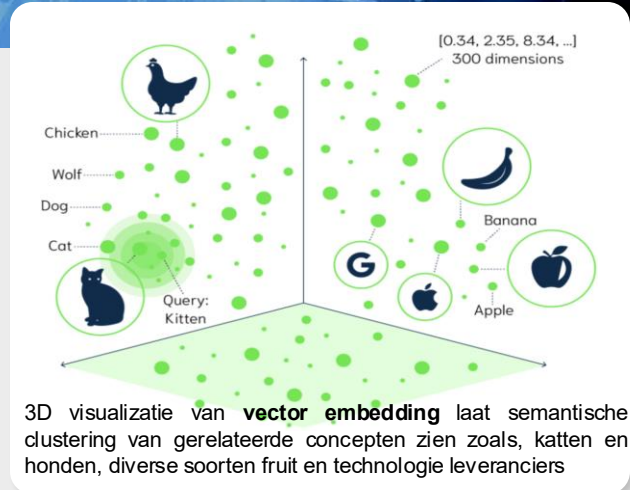 [0.34, 2.35, 8.34, ...]
300 dimensions
Chicken
Wolf
Dog
Cat
Query:
Kitten
G
Banana
Apple
3D visualizatie van vector embedding laat semantische
clustering van gerelateerde concepten zien zoals, katten en
honden, diverse soorten fruit en technologie leveranciers